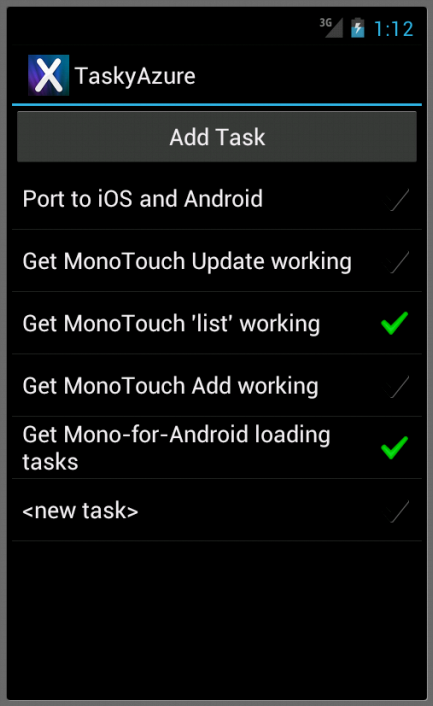 3G 1:12
X TaskyAzure
Add Task
Port to iOS and Android
Get MonoTouch Update working
Get MonoTouch 'list' working
Get MonoTouch Add working
Get Mono-for-Android loading
tasks
<new task>